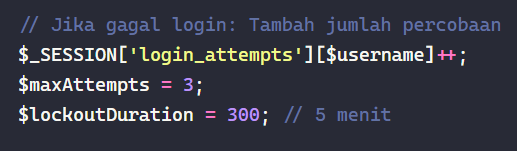 // Jika gagal login: Tambah jumlah percobaan
$_SESSION['login_attempts'][$username]++;
$maxAttempts = 3;
$lockoutDuration = 300; // 5 menit